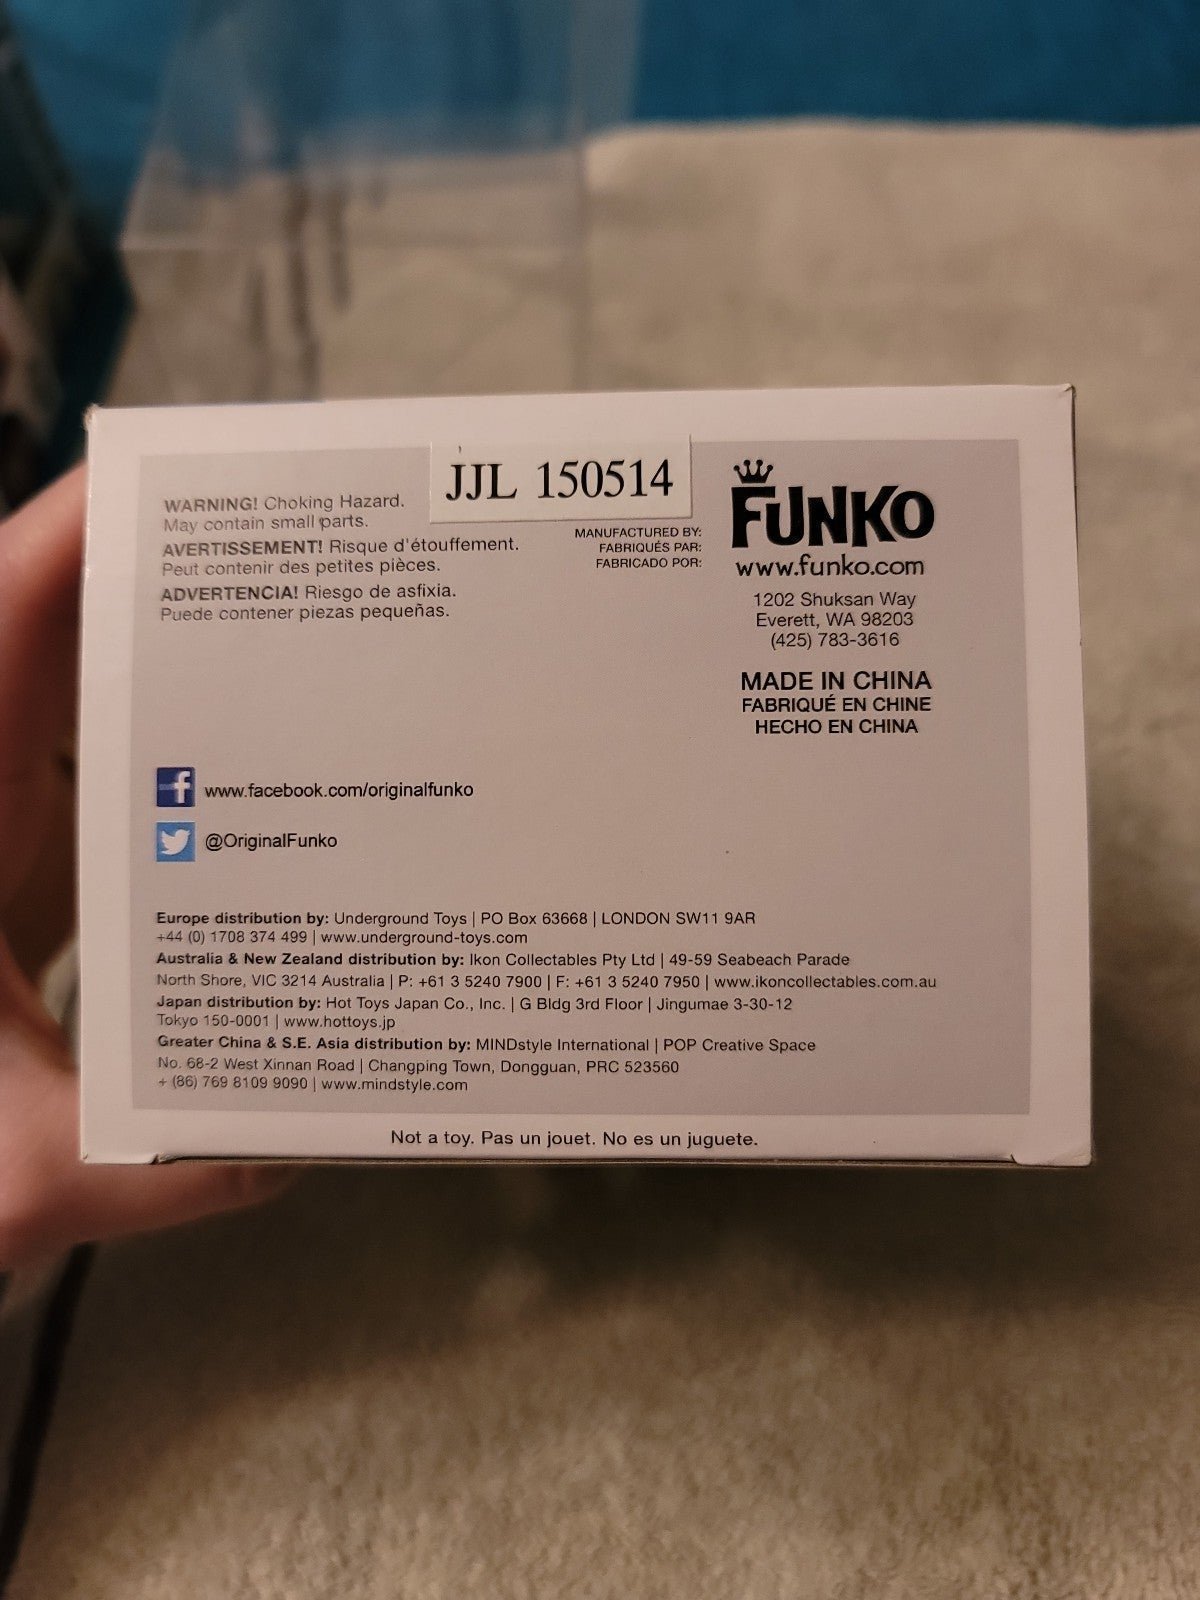 JJL 150514
WARNING! Choking Hazard.
May contain small parts.
AVERTISSEMENT! Risque d'étouffement.
Peut contenir des petites pièces.
ADVERTENCIA! Riesgo de asfixia.
Puede contener piezas pequeñas.
MANUFACTURED BY:
FABRIQUÉS PAR:
FABRICADO POR:
FUNKO
www.funko.com
1202 Shuksan Way
Everett, WA 98203
(425) 783-3616
MADE IN CHINA
FABRIQUÉ EN CHINE
HECHO EN CHINA
www.facebook.com/originalfunko
@OriginalFunko
Europe distribution by: Underground Toys | PO Box 63668 | LONDON SW11 9AR
+44 (0) 1708 374 499 | www.underground-toys.com
Australia & New Zealand distribution by: Ikon Collectables Pty Ltd | 49-59 Seabeach Parade
North Shore, VIC 3214 Australia | P: +61 3 5240 7900 | F: +61 3 5240 7950 | www.ikoncollectables.com.au
Japan distribution by: Hot Toys Japan Co., Inc. | G Bldg 3rd Floor | Jingumae 3-30-12
Tokyo 150-0001 | www.hottoys.jp
Greater China & S.E. Asia distribution by: MINDstyle International | POP Creative Space
No. 68-2 West Xinnan Road | Changping Town, Dongguan, PRC 523560
+ (86) 769 8109 9090 | www.mindstyle.com
Not a toy. Pas un jouet. No es un juguete.